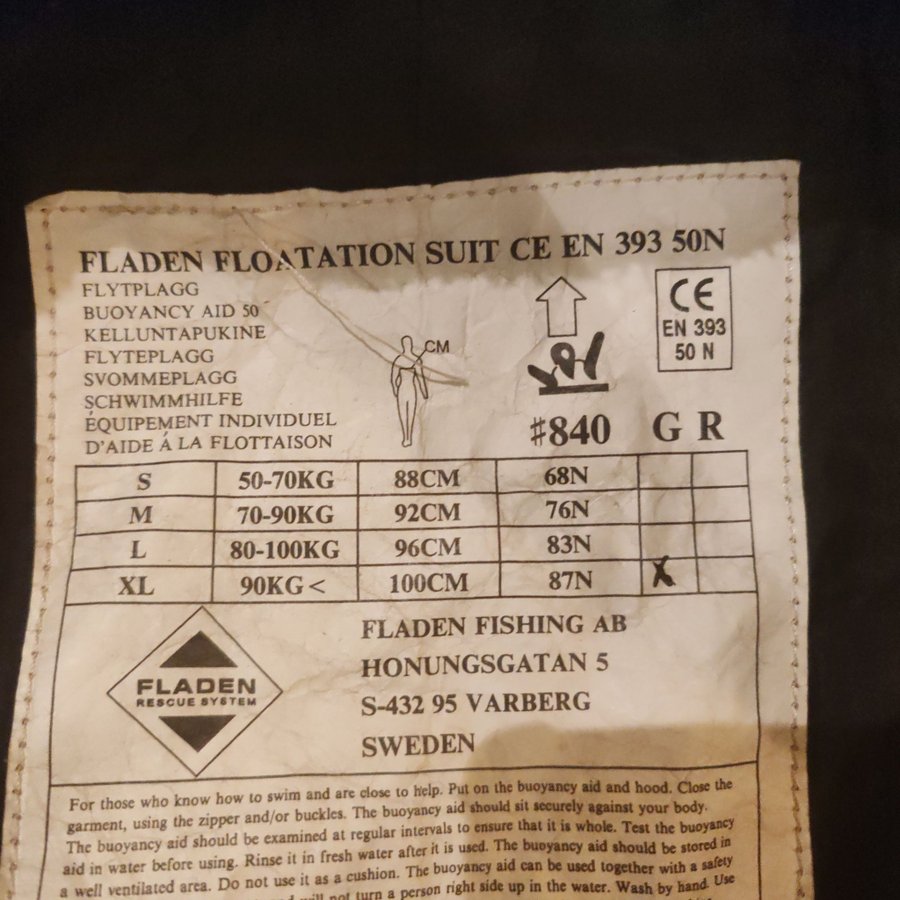 FLADEN FLOATATION SUIT CE EN 393 50N
FLYTPLAGG
BUOYANCY AID 50
KELLUNTAPUKINE
FLYTEPLAGG
SVOMMEPLAGG
SCHWIMMHILFE
ÉQUIPEMENT INDIVIDUEL
D'AIDE Á LA FLOTTAISON
CM
CE
EN 393
50 N
#840 G R
S 50-70KG 88CM 68N
M 70-90KG 92CM 76N
L 80-100KG 96CM 83N
XL 90KG < 100CM 87N X
FLADEN
RESCUE SYSTEM
FLADEN FISHING AB
HONUNGSGATAN 5
S-432 95 VARBERG
SWEDEN
For those who know how to swim and are close to help. Put on the buoyancy aid and hood. Close the
garment, using the zipper and/or buckles. The buoyancy aid should sit securely against your body.
The buoyancy aid should be examined at regular intervals to ensure that it is whole. Test the buoyancy
aid in water before using. Rinse it in fresh water after it is used. The buoyancy aid should be stored in
a well ventilated area. Do not use it as a cushion. The buoyancy aid can be used together with a safety
will not turn a person right side up in the water. Wash by hand. Use